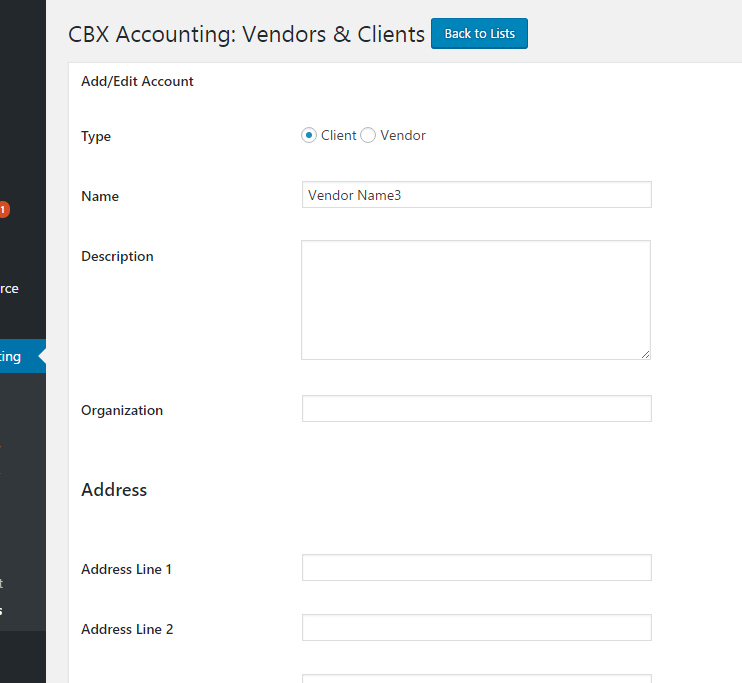 CBX Accounting: Vendors & Clients Back to Lists
Add/Edit Account
Type Client Vendor
1
Name Vendor Name3
Description
rce
ting
Organization
Address
Address Line 1
t
s
Address Line 2